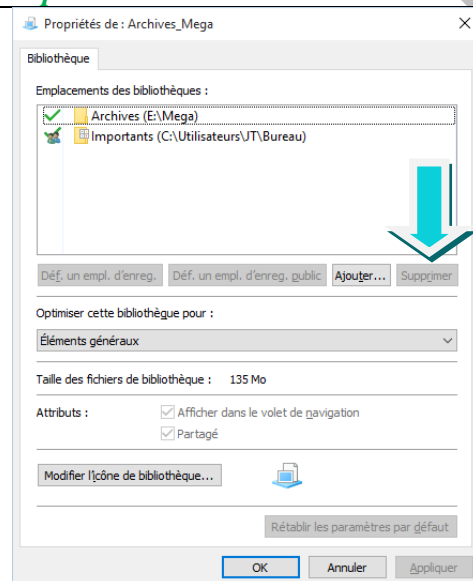 Propriétés de : Archives_Mega
Bibliothèque
Emplacements des bibliothèques :
Archives (E:\Mega)
Importants (C:\Utilisateurs\JT\Bureau)
Déf. un empl. d'enreg. Déf. un empl. d'enreg. public Ajouter... Supprimer
Optimiser cette bibliothèque pour :
Éléments généraux
Taille des fichiers de bibliothèque : 135 Mo
Attributs : Afficher dans le volet de navigation
Partagé
Modifier l'icône de bibliothèque...
Rétablir les paramètres par défaut
OK Annuler Appliquer